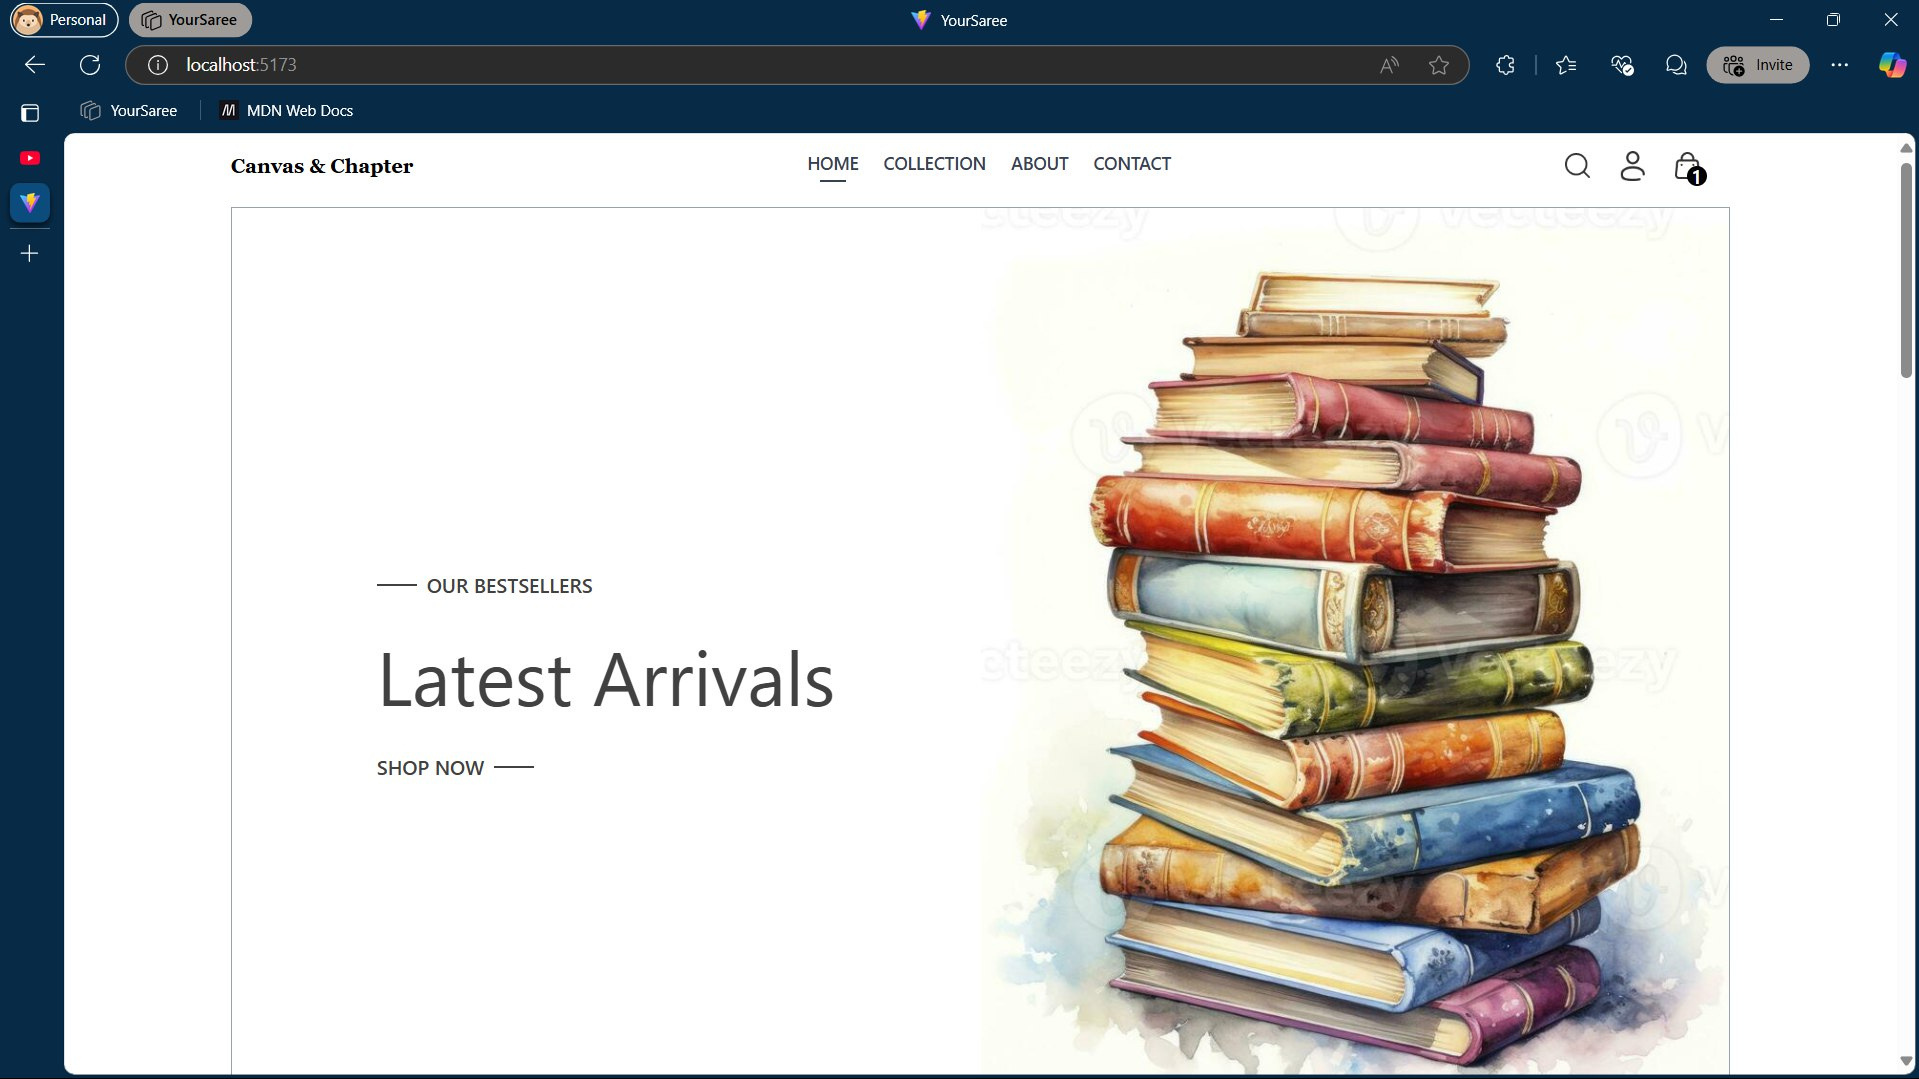 Personal
YourSaree
YourSaree
localhost:5173
Invite
YourSaree
MDN Web Docs
Canvas & Chapter
HOME
COLLECTION
ABOUT
CONTACT
1
OUR BESTSELLERS
Latest Arrivals
SHOP NOW